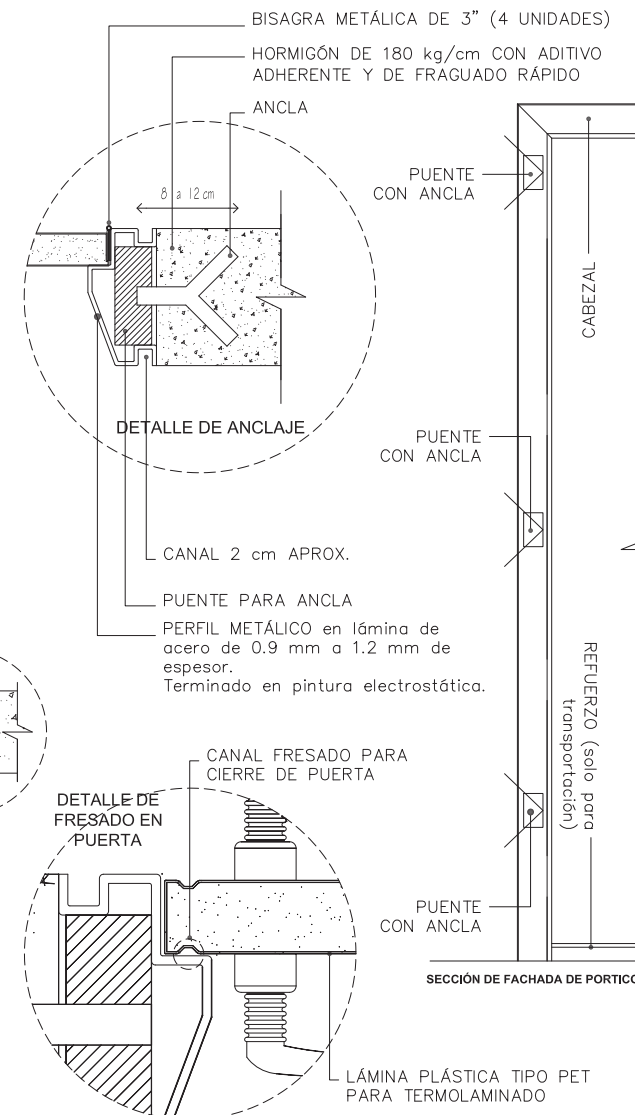 BISAGRA METÁLICA DE 3" (4 UNIDADES)
HORMIGÓN DE 180 kg/cm CON ADITIVO
ADHERENTE Y DE FRAGUADO RÁPIDO
ANCLA
8 a 12 cm
DETALLE DE ANCLAJE
CANAL 2 cm APROX.
PUENTE PARA ANCLA
PERFIL METÁLICO en lámina de
acero de 0.9 mm a 1.2 mm de
espesor.
Terminado en pintura electrostática.
PUENTE
CON ANCLA
CABEZAL
PUENTE
CON ANCLA
REFUERZO (solo para
transportación)
PUENTE
CON ANCLA
SECCIÓN DE FACHADA DE PORTICO
CANAL FRESADO PARA
CIERRE DE PUERTA
DETALLE DE
FRESADO EN
PUERTA
LÁMINA PLÁSTICA TIPO PET
PARA TERMOLAMINADO